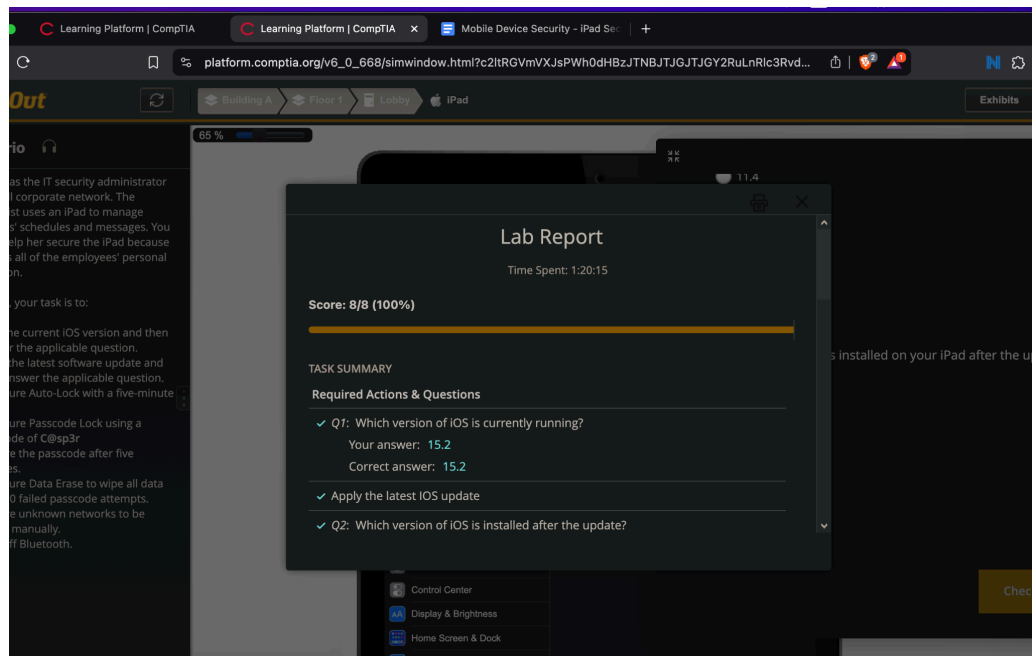 Learning Platform | CompTIA
Learning Platform | CompTIA
Mobile Device Security - iPad Sec
platform.comptia.org/v6_0_668/simwindow.html?c2ltRGVmVXJsPWh0dHBzJTNBJTJGJTJGY2RuLnRlc3Rvd...
Out
Building A
Floor 1
Lobby
iPad
Exhibits
rio
65 %
11.4
as the IT security administrator
l corporate network. The
ist uses an iPad to manage
s' schedules and messages. You
elp her secure the iPad because
s all of the employees' personal
on.
, your task is to:
he current iOS version and then
r the applicable question.
the latest software update and
nswer the applicable question.
ure Auto-Lock with a five-minute
ure Passcode Lock using a
ode of C@sp3r
e the passcode after five
es.
ure Data Erase to wipe all data
0 failed passcode attempts.
e unknown networks to be
manually.
ff Bluetooth.
Lab Report
Time Spent: 1:20:15
Score: 8/8 (100%)
TASK SUMMARY
Required Actions & Questions
Q1: Which version of iOS is currently running?
Your answer: 15.2
Correct answer: 15.2
Apply the latest IOS update
Q2: Which version of iOS is installed after the update?
s installed on your iPad after the u
Chec
Control Center
Display & Brightness
Home Screen & Dock